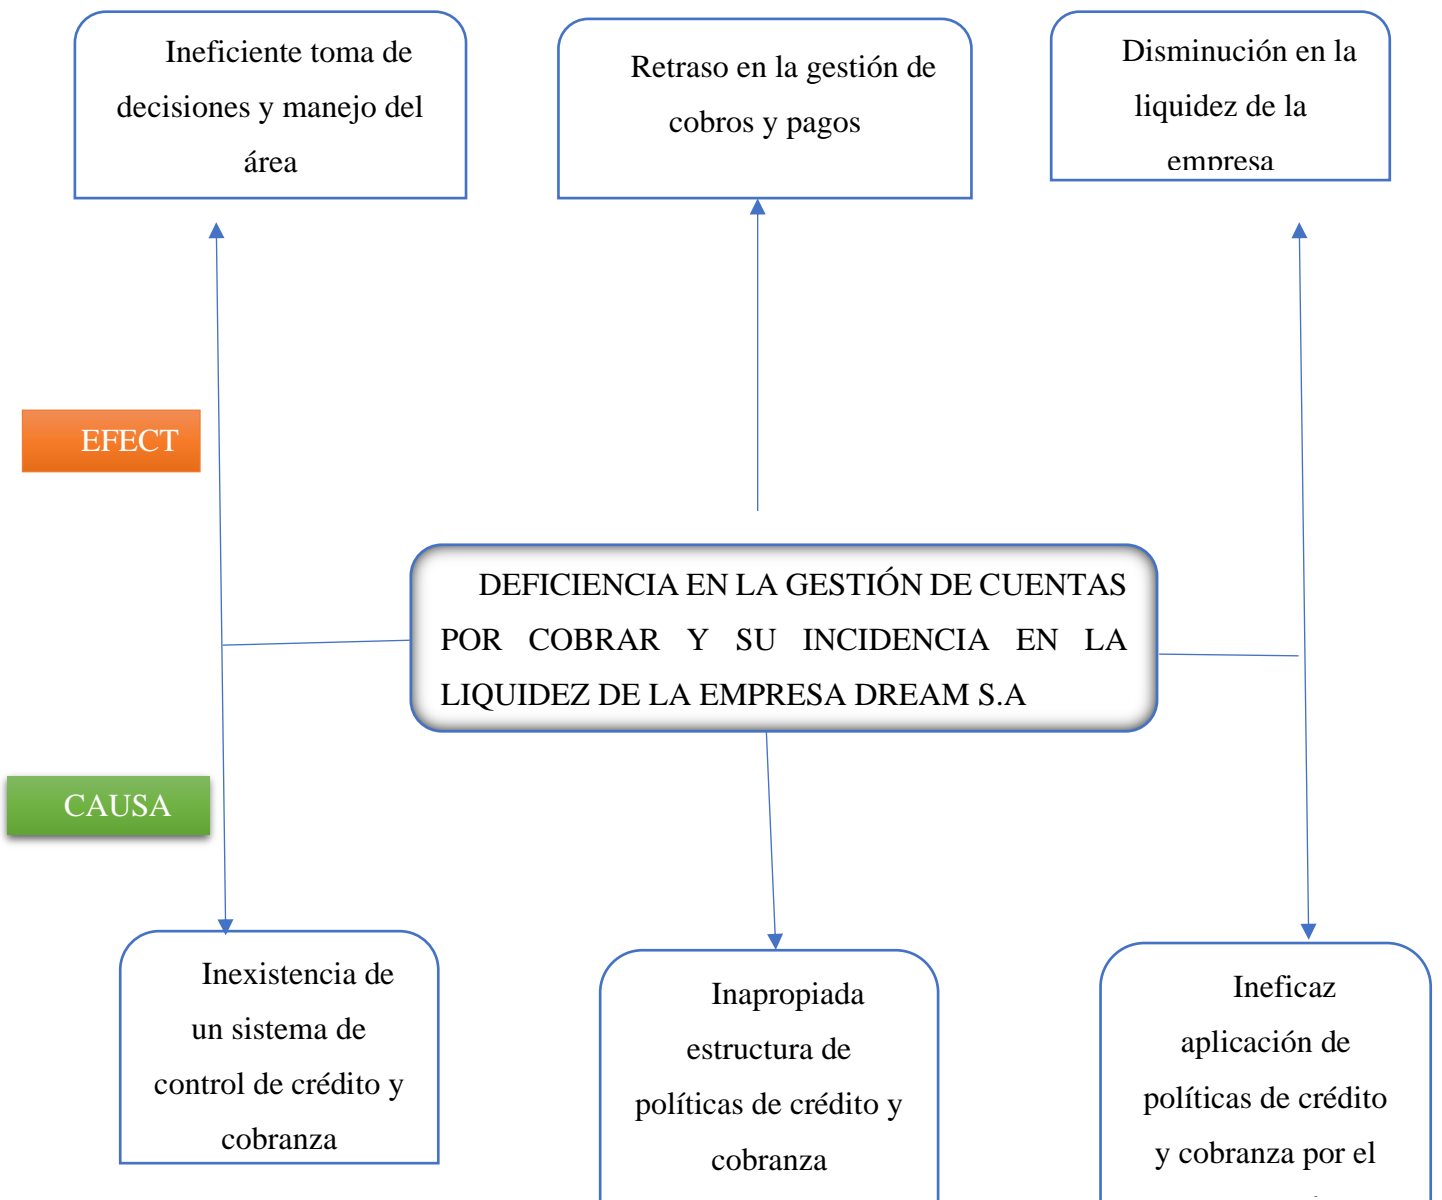 Ineficiente toma de
decisiones y manejo del
área
Retraso en la gestión de
cobros y pagos
Disminución en la
liquidez de la
empresa
EFECT
DEFICIENCIA EN LA GESTIÓN DE CUENTAS
POR COBRAR Y SU INCIDENCIA EN LA
LIQUIDEZ DE LA EMPRESA DREAM S.A
CAUSA
Inexistencia de
un sistema de
control de crédito y
cobranza
Inapropiada
estructura de
políticas de crédito y
cobranza
Ineficaz
aplicación de
políticas de crédito
y cobranza por el